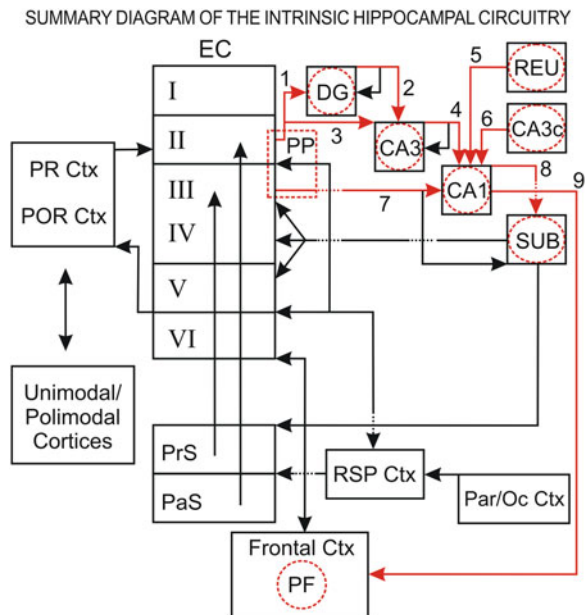 SUMMARY DIAGRAM OF THE INTRINSIC HIPPOCAMPAL CIRCUITRY
EC
I
II
III
IV
V
VI
PP
1
2
3
4
5
6
7
8
9
DG
CA3
REU
CA3c
CA1
SUB
PR Ctx
POR Ctx
Unimodal/
Polimodal
Cortices
PrS
PaS
RSP Ctx
Par/Oc Ctx
Frontal Ctx
PF